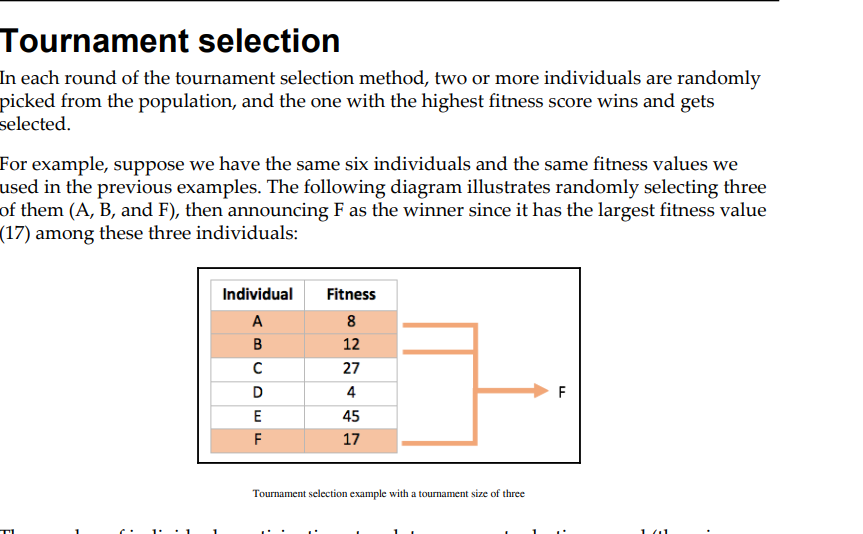 Tournament selection
In each round of the tournament selection method, two or more individuals are randomly
picked from the population, and the one with the highest fitness score wins and gets
selected.
For example, suppose we have the same six individuals and the same fitness values we
used in the previous examples. The following diagram illustrates randomly selecting three
of them (A, B, and F), then announcing F as the winner since it has the largest fitness value
(17) among these three individuals:
Individual Fitness
A 8
B 12
C 27
D 4
E 45
F 17
F
Tournament selection example with a tournament size of three